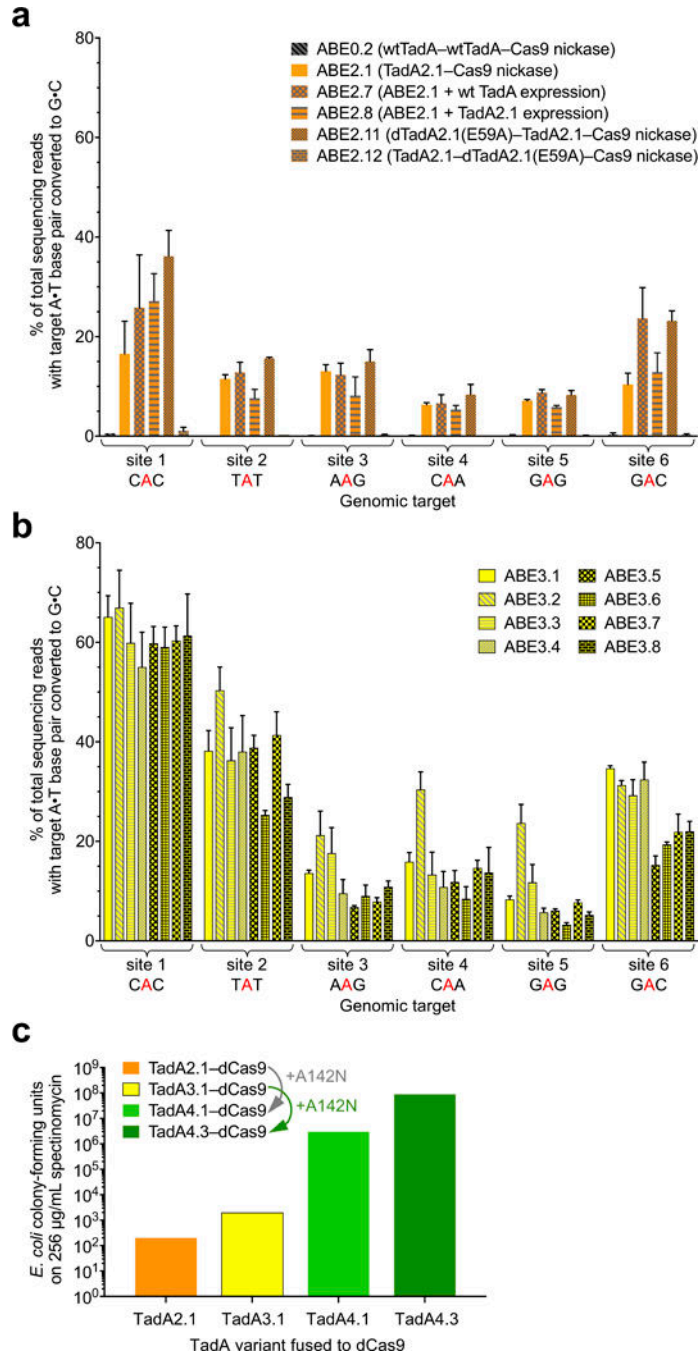 a
% of total sequencing reads
with target A•T base pair converted to G•C
80
60
40
20
0
ABE0.2 (wtTadA–wtTadA–Cas9 nickase)
ABE2.1 (TadA2.1–Cas9 nickase)
ABE2.7 (ABE2.1 + wt TadA expression)
ABE2.8 (ABE2.1 + TadA2.1 expression)
ABE2.11 (dTadA2.1(E59A)–TadA2.1–Cas9 nickase)
ABE2.12 (TadA2.1–dTadA2.1(E59A)–Cas9 nickase)
site 1 site 2 site 3 site 4 site 5 site 6
CAC TAT AAG CAA GAG GAC
Genomic target
b
% of total sequencing reads
with target A•T base pair converted to G•C
80
60
40
20
0
ABE3.1 ABE3.5
ABE3.2 ABE3.6
ABE3.3 ABE3.7
ABE3.4 ABE3.8
site 1 site 2 site 3 site 4 site 5 site 6
CAC TAT AAG CAA GAG GAC
Genomic target
c
E. coli colony-forming units
on 256 µg/mL spectinomycin
10⁹
10⁸
10⁷
10⁶
10⁵
10⁴
10³
10²
10¹
10⁰
TadA2.1–dCas9
TadA3.1–dCas9
TadA4.1–dCas9
TadA4.3–dCas9
+A142N
+A142N
TadA2.1 TadA3.1 TadA4.1 TadA4.3
TadA variant fused to dCas9